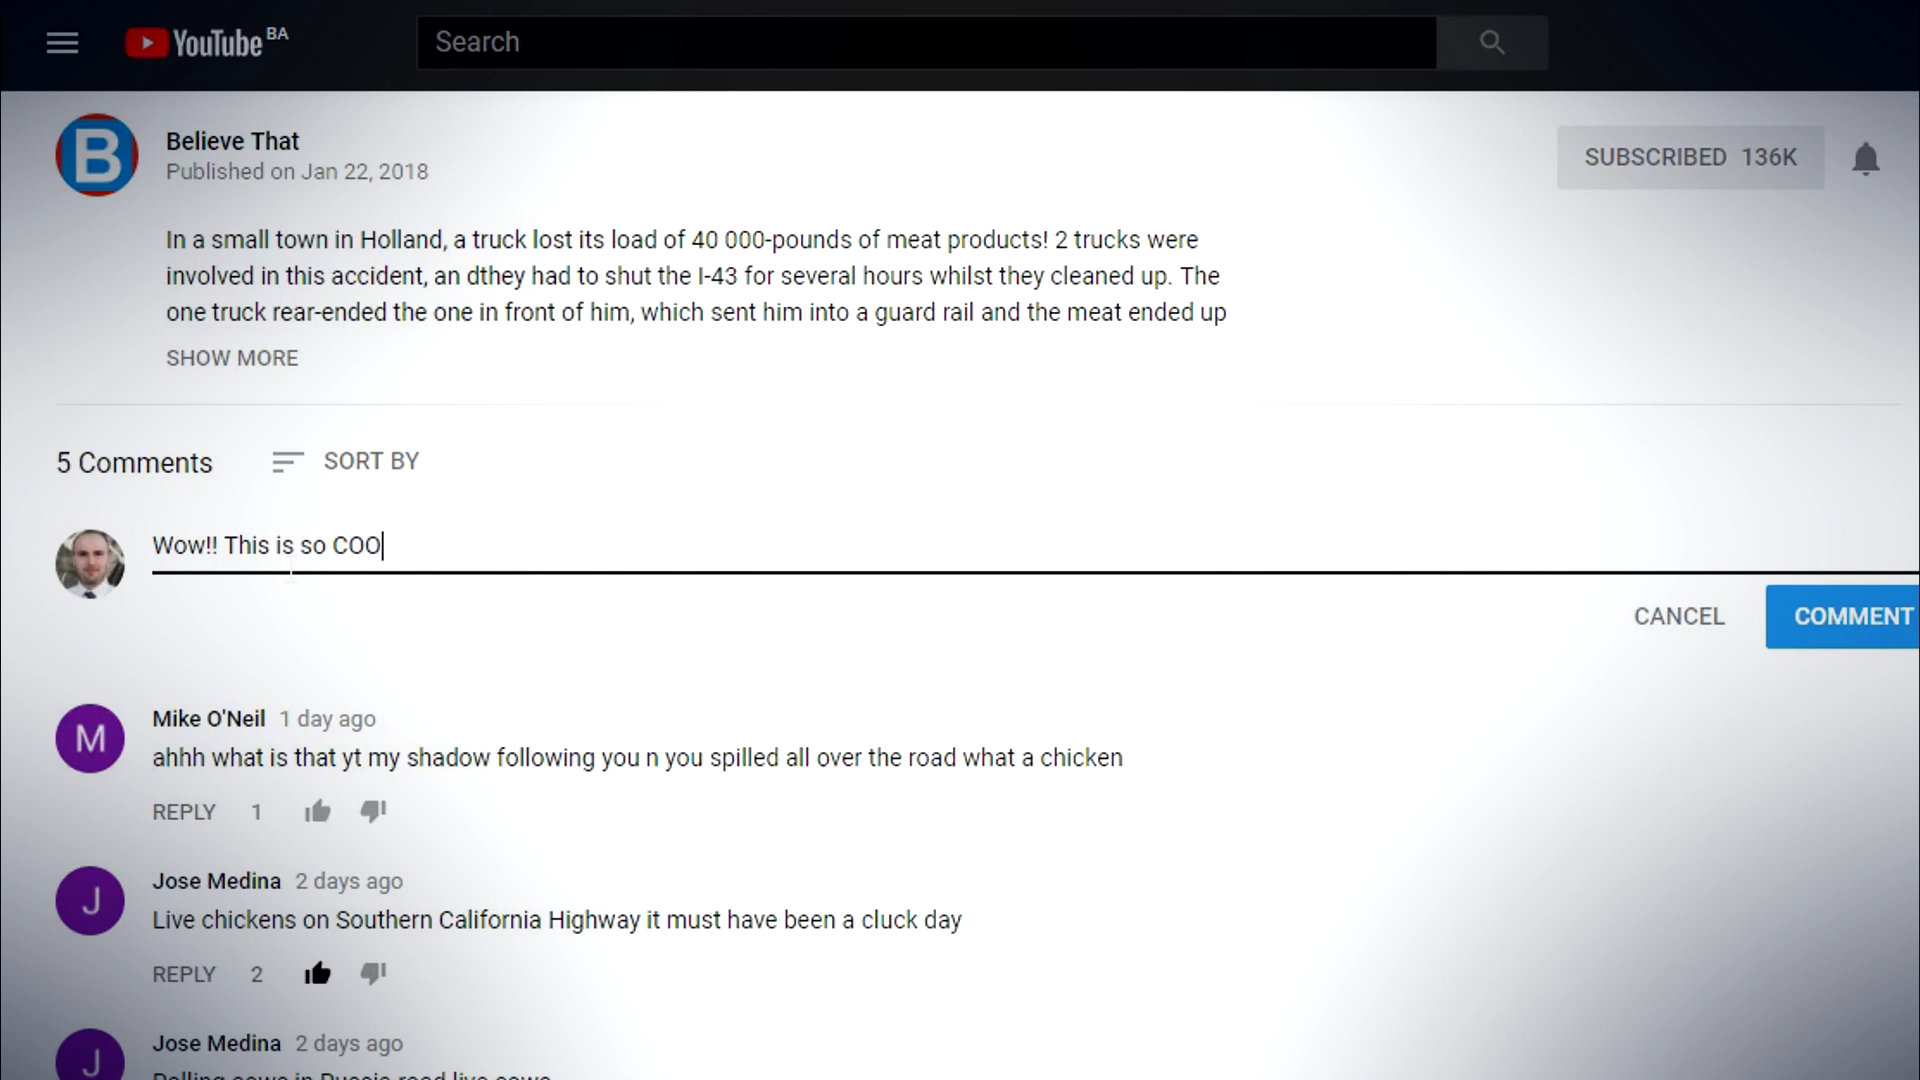 YouTube BA
Search
B
Believe That
Published on Jan 22, 2018
SUBSCRIBED 136K
In a small town in Holland, a truck lost its load of 40 000-pounds of meat products! 2 trucks were
involved in this accident, an dthey had to shut the I-43 for several hours whilst they cleaned up. The
one truck rear-ended the one in front of him, which sent him into a guard rail and the meat ended up
SHOW MORE
5 Comments
SORT BY
Wow!! This is so COO
CANCEL
COMMENT
M
Mike O'Neil 1 day ago
ahhh what is that yt my shadow following you n you spilled all over the road what a chicken
REPLY 1
J
Jose Medina 2 days ago
Live chickens on Southern California Highway it must have been a cluck day
REPLY 2
J
Jose Medina 2 days ago